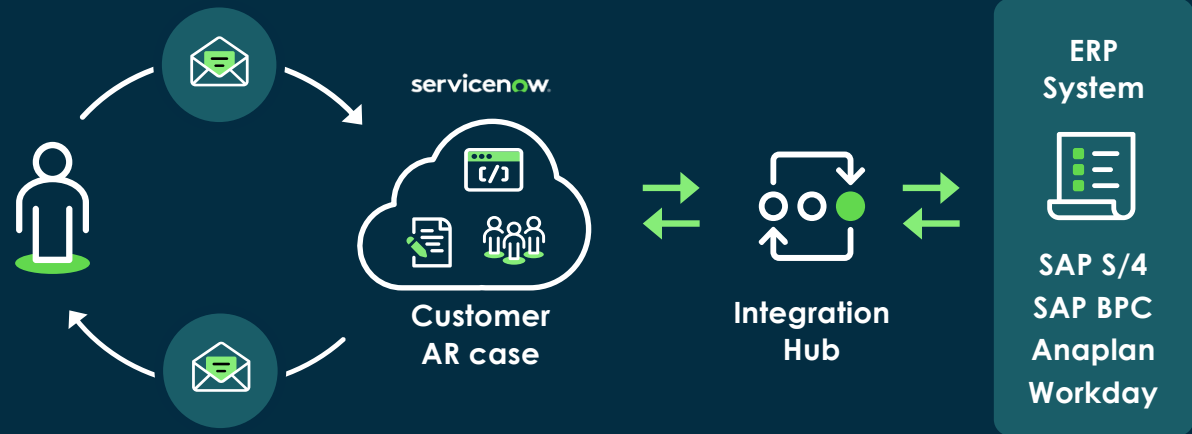 servicenow
[</>]
Customer
AR case
Integration
Hub
ERP
System
SAP S/4
SAP BPC
Anaplan
Workday